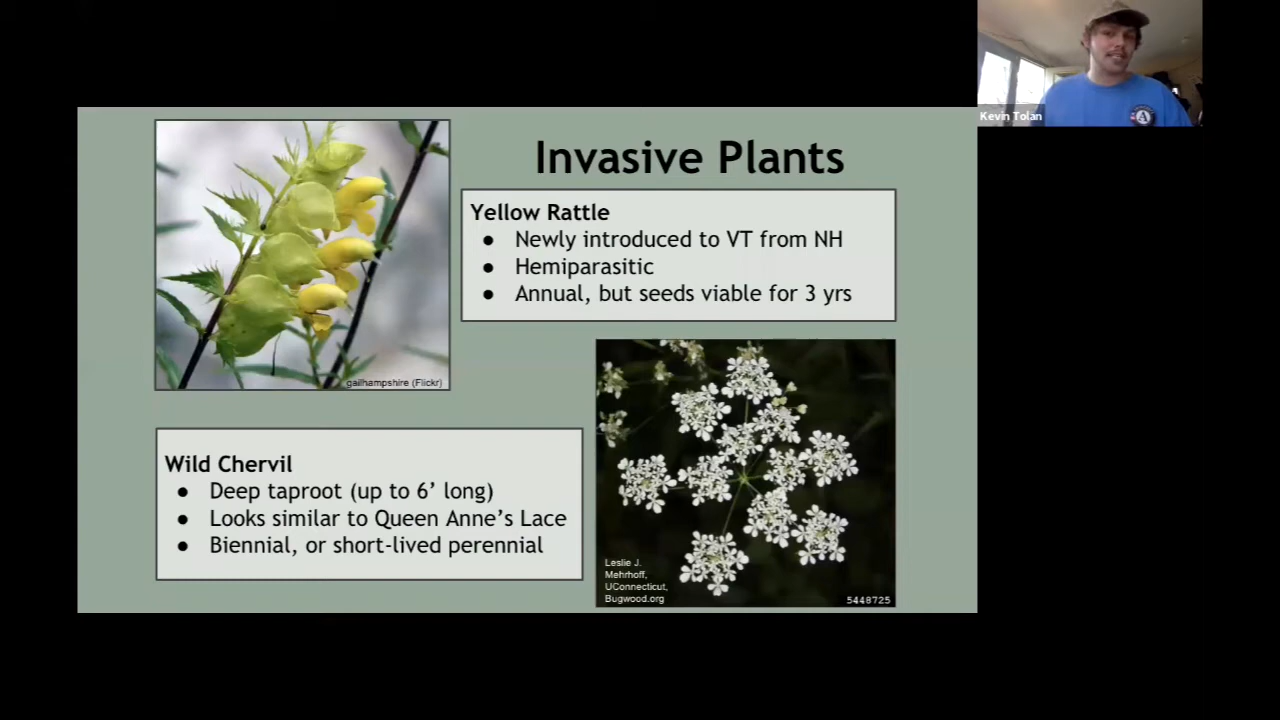 Kevin Tolan
Invasive Plants
Yellow Rattle
● Newly introduced to VT from NH
● Hemiparasitic
● Annual, but seeds viable for 3 yrs
gailhampshire (Flickr)
Wild Chervil
● Deep taproot (up to 6’ long)
● Looks similar to Queen Anne’s Lace
● Biennial, or short-lived perennial
Leslie J.
Mehrhoff,
UConnecticut,
Bugwood.org
5448725
A